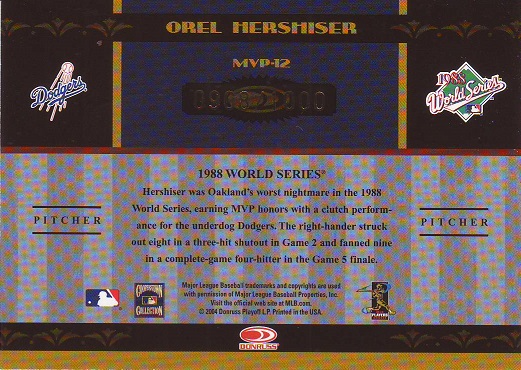 OREL HERSHISER
MVP-12
Dodgers
1988
World Series
1988 WORLD SERIES®
Hershiser was Oakland's worst nightmare in the 1988
World Series, earning MVP honors with a clutch perform-
ance for the underdog Dodgers. The right-hander struck
out eight in a three-hit shutout in Game 2 and fanned nine
in a complete-game four-hitter in the Game 5 finale.
PITCHER
PITCHER
Major League Baseball trademarks and copyrights are used
with permission of Major League Baseball Properties, Inc.
Visit the official web site at MLB.com.
© 2004 Donruss Playoff L.P. Printed in the USA.
COOPERSTOWN
COLLECTION
PLAYERS
DONRUSS